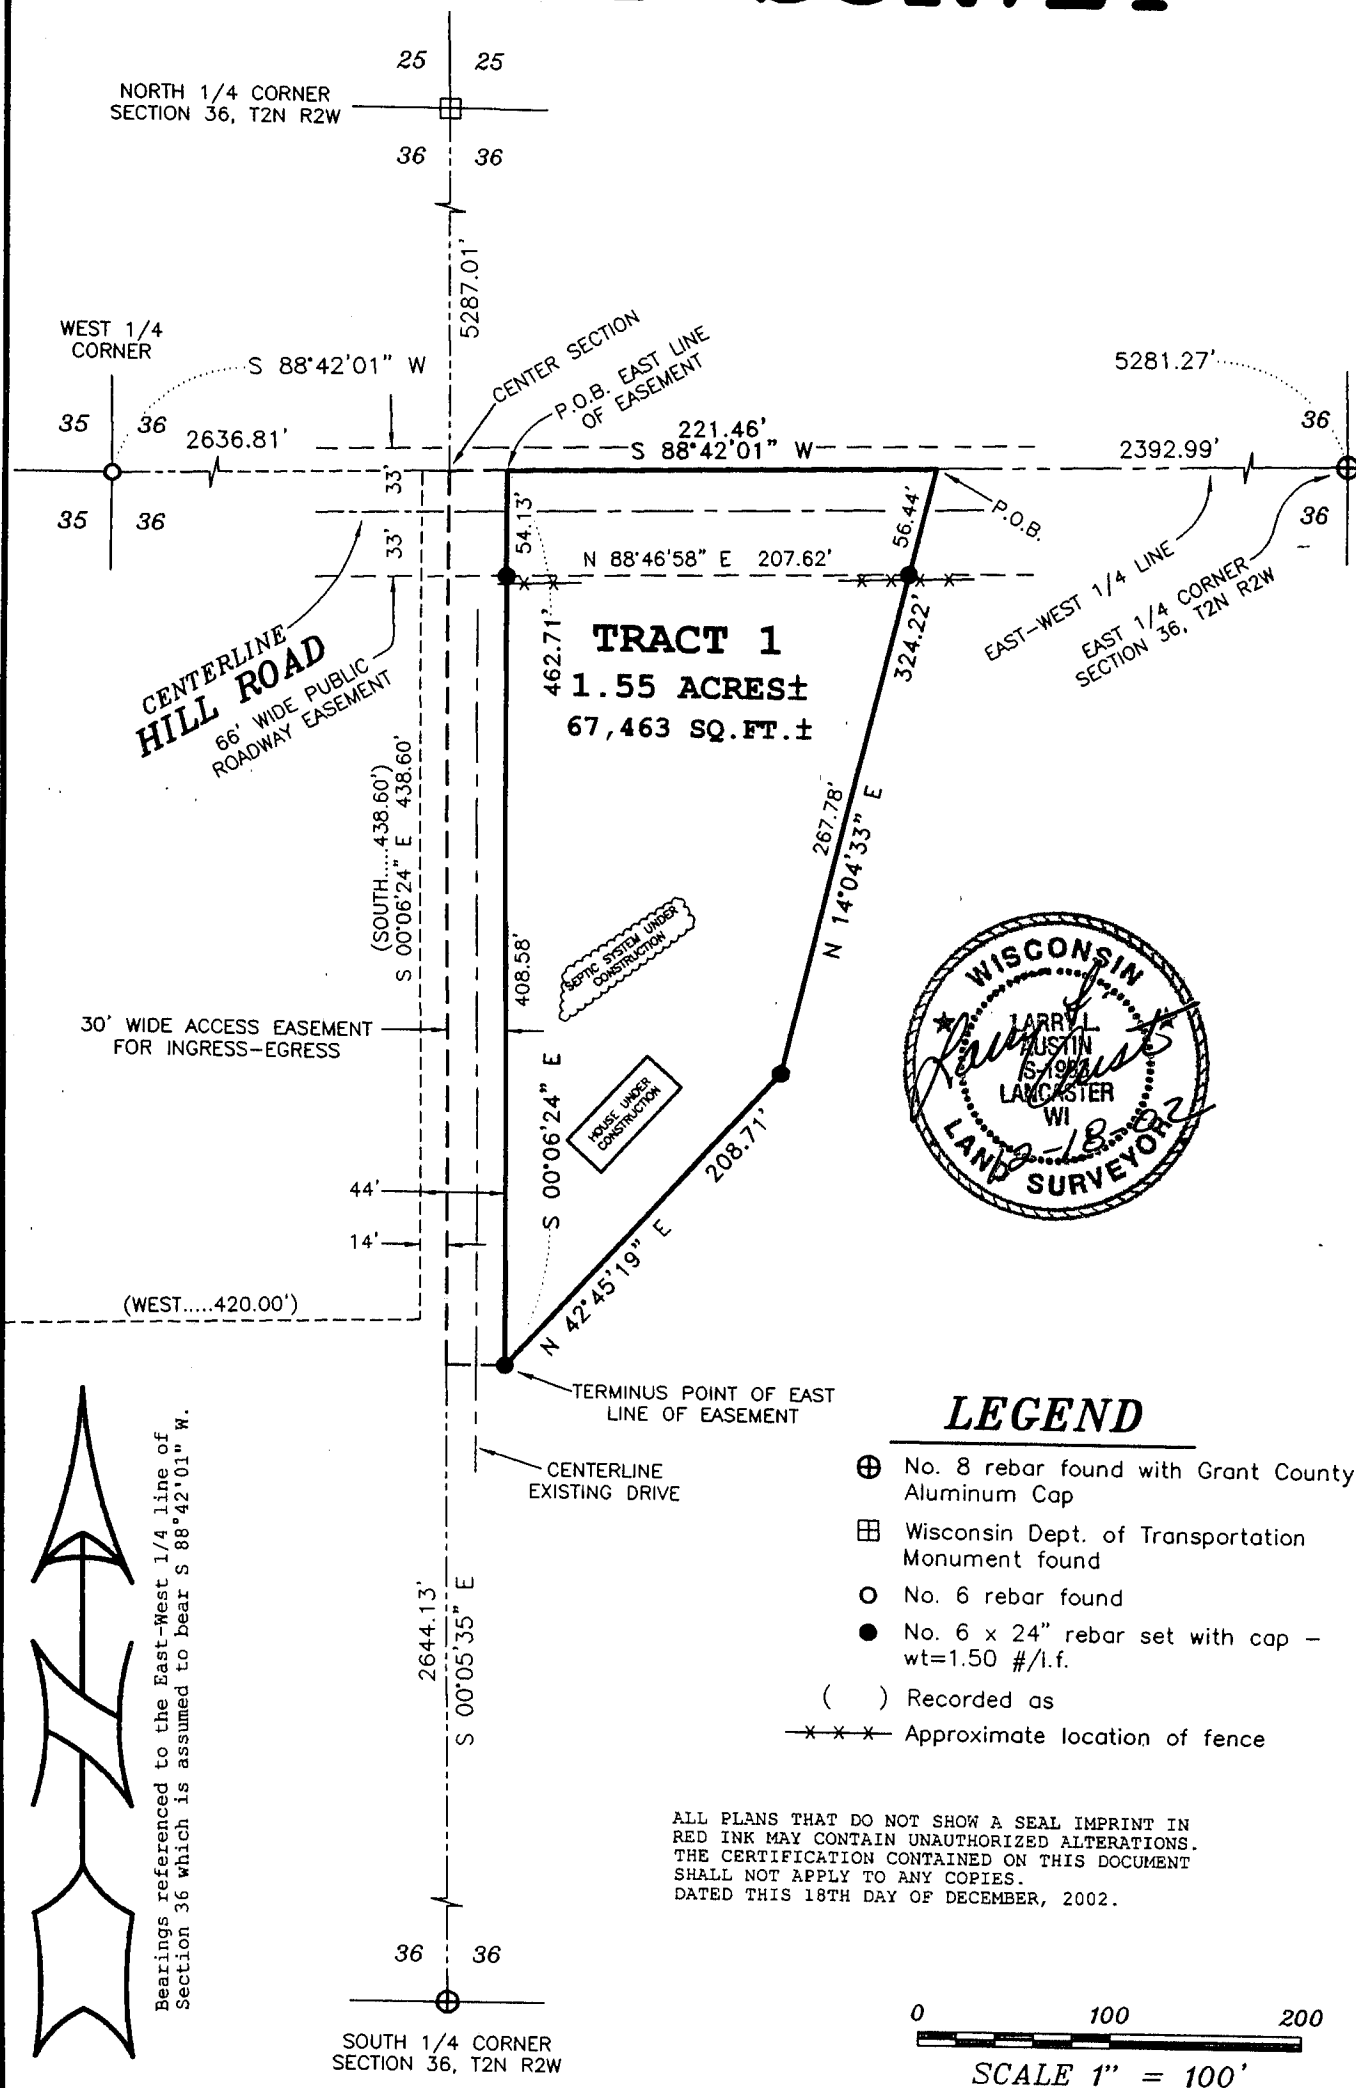 SURVEY
25 25
NORTH 1/4 CORNER
SECTION 36, T2N R2W
36 36
5287.01'
WEST 1/4
CORNER
S 88°42'01" W
35 36
2636.81'
35 36
33'
33'
CENTER SECTION
P.O.B. EAST LINE
OF EASEMENT
221.46'
S 88°42'01" W
5281.27'
36
2392.99'
36
P.O.B.
EAST-WEST 1/4 LINE
EAST 1/4 CORNER
SECTION 36, T2N R2W
54.13'
56.44'
N 88°46'58" E 207.62'
CENTERLINE
HILL ROAD
66' WIDE PUBLIC
ROADWAY EASEMENT
462.71'
324.22'
TRACT 1
1.55 ACRES±
67,463 SQ.FT.±
(SOUTH....438.60')
S 00°06'24" E 438.60'
267.78'
N 14°04'33" E
408.58'
SEPTIC SYSTEM UNDER
CONSTRUCTION
30' WIDE ACCESS EASEMENT
FOR INGRESS-EGRESS
S 00°06'24" E
HOUSE UNDER
CONSTRUCTION
208.71'
N 42°45'19" E
44'
14'
(WEST.....420.00')
WISCONSIN
LARRY L.
AUSTIN
LANCASTER
WI
LAND SURVEYOR
Larry L. Austin
12-18-02
TERMINUS POINT OF EAST
LINE OF EASEMENT
CENTERLINE
EXISTING DRIVE
Bearings referenced to the East-West 1/4 line of
Section 36 which is assumed to bear S 88°42'01" W.
2644.13'
S 00°05'35" E
LEGEND
No. 8 rebar found with Grant County
Aluminum Cap
Wisconsin Dept. of Transportation
Monument found
No. 6 rebar found
No. 6 x 24" rebar set with cap -
wt=1.50 #/l.f.
( ) Recorded as
Approximate location of fence
ALL PLANS THAT DO NOT SHOW A SEAL IMPRINT IN
RED INK MAY CONTAIN UNAUTHORIZED ALTERATIONS.
THE CERTIFICATION CONTAINED ON THIS DOCUMENT
SHALL NOT APPLY TO ANY COPIES.
DATED THIS 18TH DAY OF DECEMBER, 2002.
36 36
SOUTH 1/4 CORNER
SECTION 36, T2N R2W
0 100 200
SCALE 1" = 100'